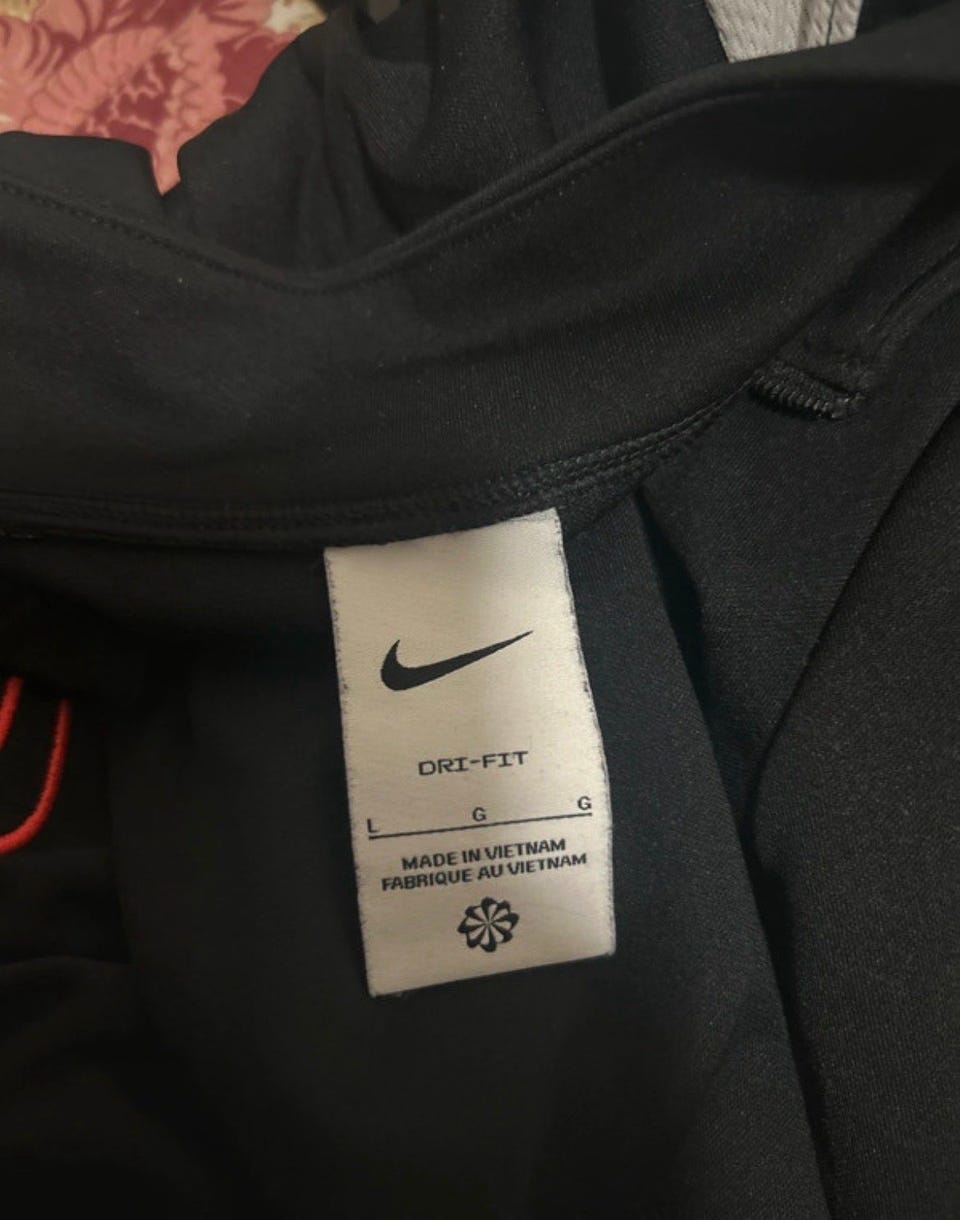 DRI-FIT
L G G
MADE IN VIETNAM
FABRIQUE AU VIETNAM